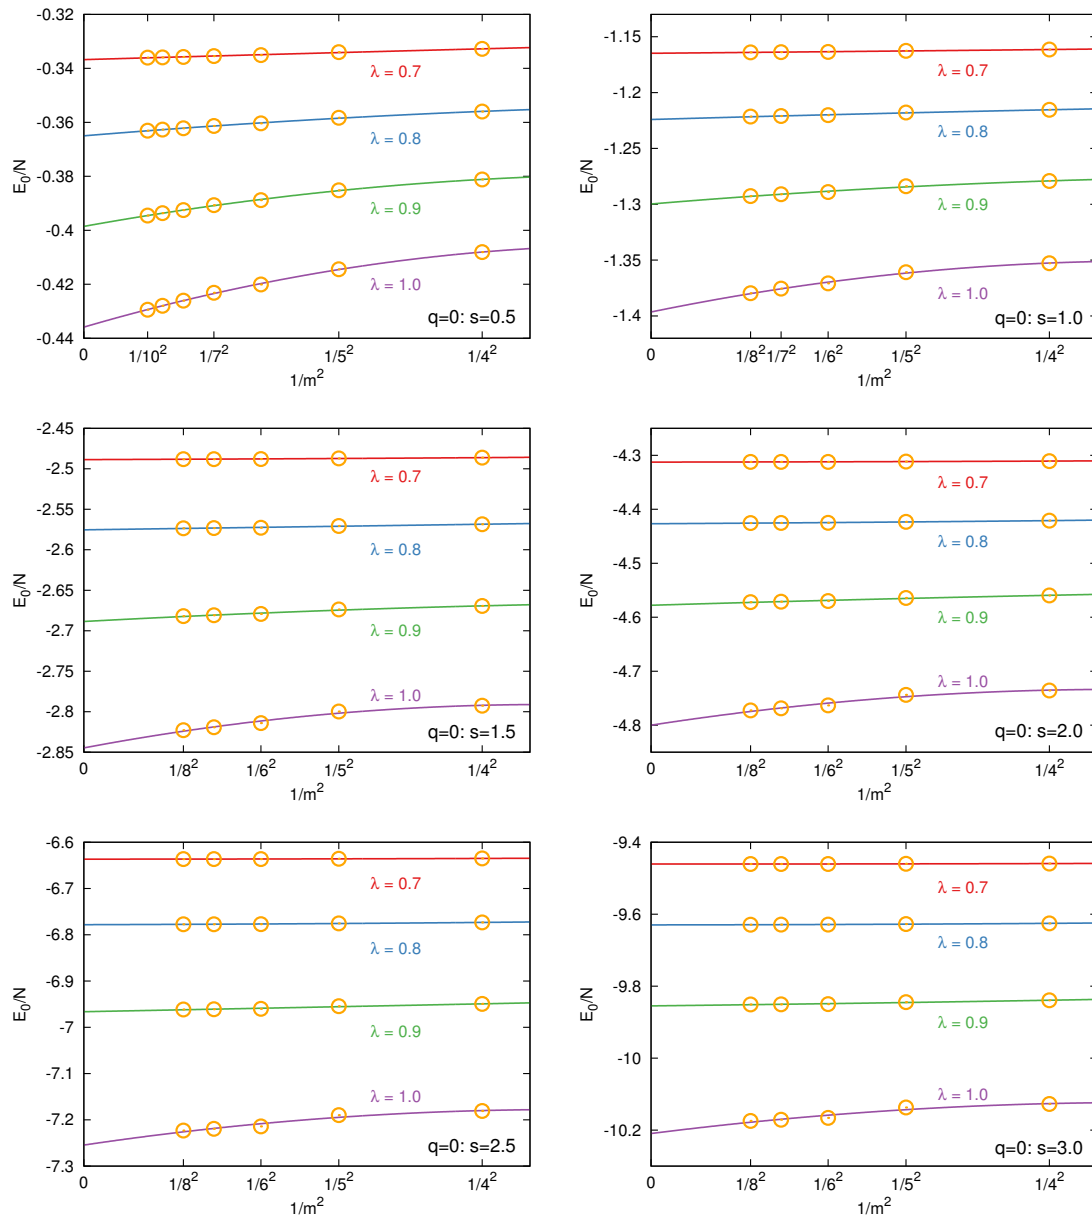 -0.32
-0.34
-0.36
-0.38
-0.4
-0.42
-0.44
E₀/N
λ = 0.7
λ = 0.8
λ = 0.9
λ = 1.0
q=0: s=0.5
0 1/10² 1/7² 1/5² 1/4²
1/m²
-1.15
-1.2
-1.25
-1.3
-1.35
-1.4
E₀/N
λ = 0.7
λ = 0.8
λ = 0.9
λ = 1.0
q=0: s=1.0
0 1/8² 1/7² 1/6² 1/5² 1/4²
1/m²
-2.45
-2.5
-2.55
-2.6
-2.65
-2.7
-2.75
-2.8
-2.85
E₀/N
λ = 0.7
λ = 0.8
λ = 0.9
λ = 1.0
q=0: s=1.5
0 1/8² 1/6² 1/5² 1/4²
1/m²
-4.3
-4.4
-4.5
-4.6
-4.7
-4.8
E₀/N
λ = 0.7
λ = 0.8
λ = 0.9
λ = 1.0
q=0: s=2.0
0 1/8² 1/6² 1/5² 1/4²
1/m²
-6.6
-6.7
-6.8
-6.9
-7
-7.1
-7.2
-7.3
E₀/N
λ = 0.7
λ = 0.8
λ = 0.9
λ = 1.0
q=0: s=2.5
0 1/8² 1/6² 1/5² 1/4²
1/m²
-9.4
-9.6
-9.8
-10
-10.2
E₀/N
λ = 0.7
λ = 0.8
λ = 0.9
λ = 1.0
q=0: s=3.0
0 1/8² 1/6² 1/5² 1/4²
1/m²